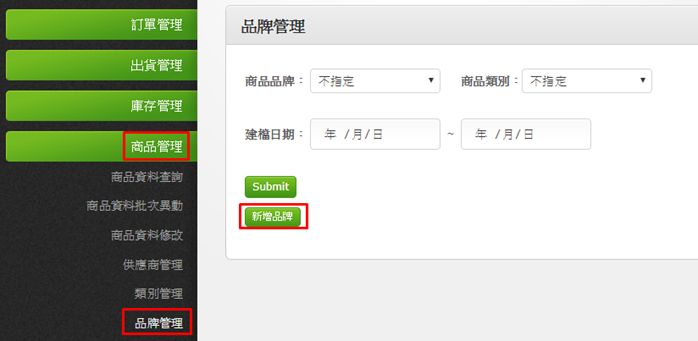 訂單管理
出貨管理
庫存管理
商品管理
商品資料查詢
商品資料批次異動
商品資料修改
供應商管理
類別管理
品牌管理
品牌管理
商品品牌： 不指定 商品類別： 不指定
建檔日期： 年 /月/日 ~ 年 /月/日
Submit
新增品牌